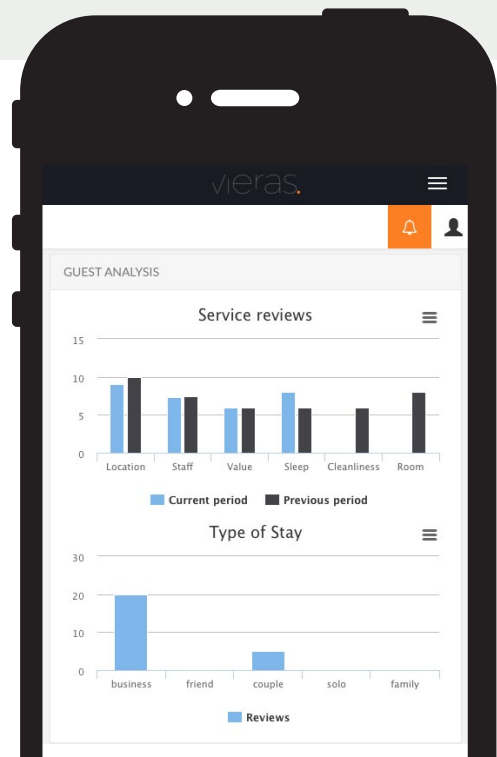 vieras.
GUEST ANALYSIS
Service reviews
15
10
5
0
Location Staff Value Sleep Cleanliness Room
Current period Previous period
Type of Stay
30
20
10
0
business friend couple solo family
Reviews